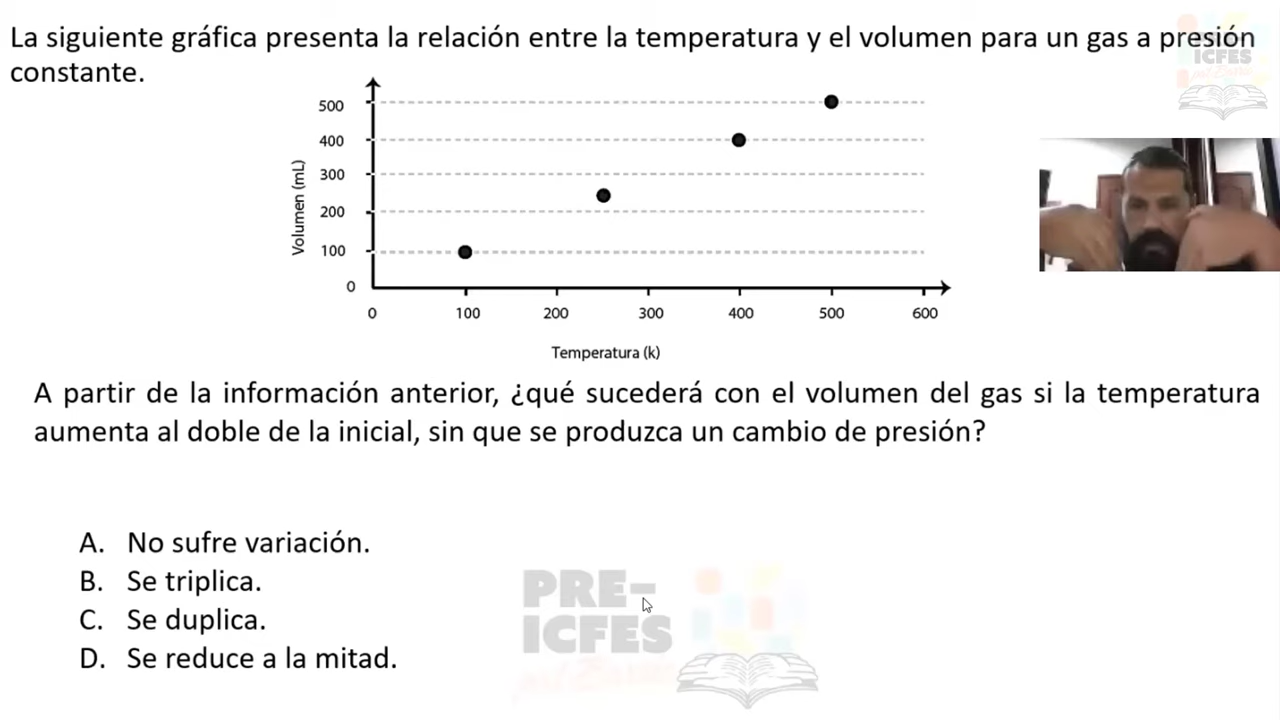 La siguiente gráfica presenta la relación entre la temperatura y el volumen para un gas a presión
constante.
ICFES
500
400
300
200
100
0
Volumen (mL)
0 100 200 300 400 500 600
Temperatura (k)
A partir de la información anterior, ¿qué sucederá con el volumen del gas si la temperatura
aumenta al doble de la inicial, sin que se produzca un cambio de presión?
A. No sufre variación.
B. Se triplica.
C. Se duplica.
D. Se reduce a la mitad.
PRE-
ICFES